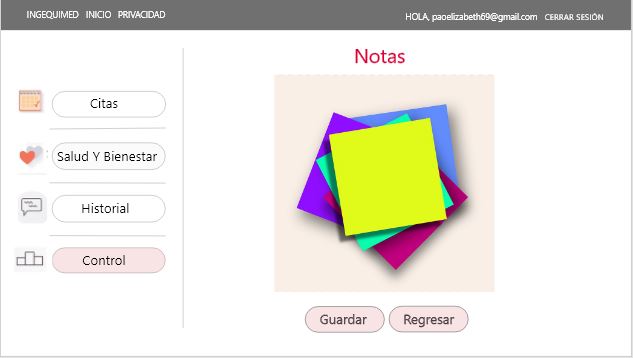 INGEQUIMED INICIO PRIVACIDAD
HOLA, paoelizabeth69@gmail.com CERRAR SESIÓN
Notas
Citas
Salud Y Bienestar
Historial
Control
Guardar Regresar